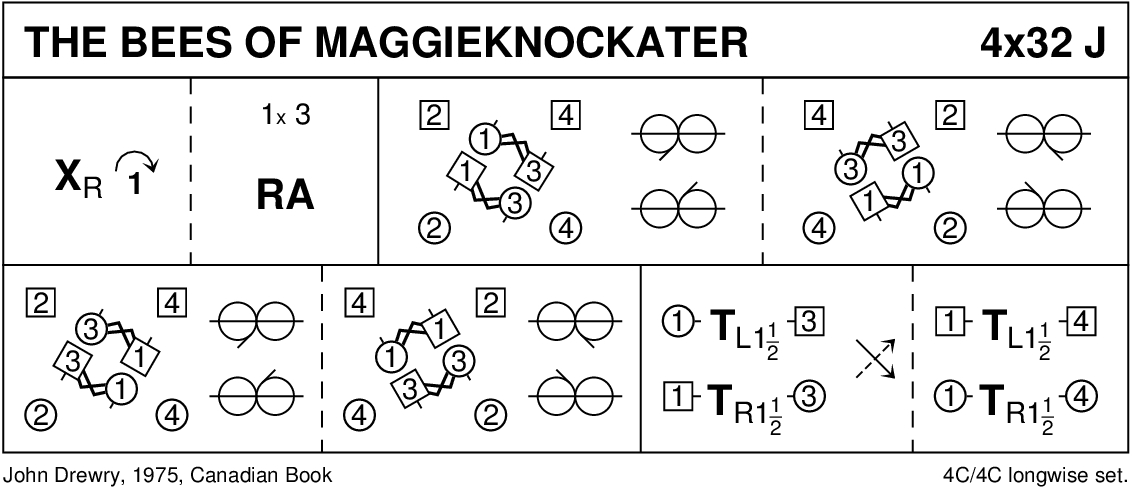 THE BEES OF MAGGIEKNOCKATER 4x32 J
1x 3
XR 1 RA
2 4 4 2
1 3
1 3 3 1
3 1
2 4 4 2
2 4 4 2
3 1
3 1 1 3
1 3
2 4 4 2
1 TL1½ 3 1 TL1½ 4
1 TR1½ 3 1 TR1½ 4
John Drewry, 1975, Canadian Book 4C/4C longwise set.